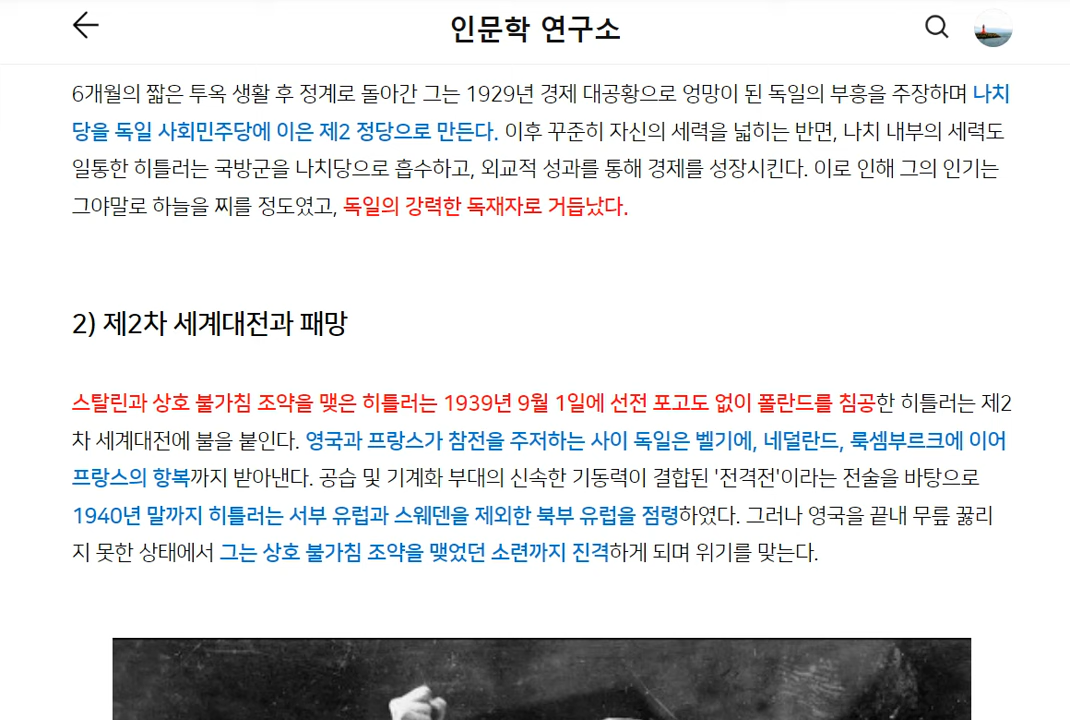 인문학 연구소
6개월의 짧은 투옥 생활 후 정계로 돌아간 그는 1929년 경제 대공황으로 엉망이 된 독일의 부흥을 주장하며 나치
당을 독일 사회민주당에 이은 제2 정당으로 만든다. 이후 꾸준히 자신의 세력을 넓히는 반면, 나치 내부의 세력도
일통한 히틀러는 국방군을 나치당으로 흡수하고, 외교적 성과를 통해 경제를 성장시킨다. 이로 인해 그의 인기는
그야말로 하늘을 찌를 정도였고, 독일의 강력한 독재자로 거듭났다.
2) 제2차 세계대전과 패망
스탈린과 상호 불가침 조약을 맺은 히틀러는 1939년 9월 1일에 선전 포고도 없이 폴란드를 침공한 히틀러는 제2
차 세계대전에 불을 붙인다. 영국과 프랑스가 참전을 주저하는 사이 독일은 벨기에, 네덜란드, 룩셈부르크에 이어
프랑스의 항복까지 받아낸다. 공습 및 기계화 부대의 신속한 기동력이 결합된 '전격전'이라는 전술을 바탕으로
1940년 말까지 히틀러는 서부 유럽과 스웨덴을 제외한 북부 유럽을 점령하였다. 그러나 영국을 끝내 무릎 꿇리
지 못한 상태에서 그는 상호 불가침 조약을 맺었던 소련까지 진격하게 되며 위기를 맞는다.